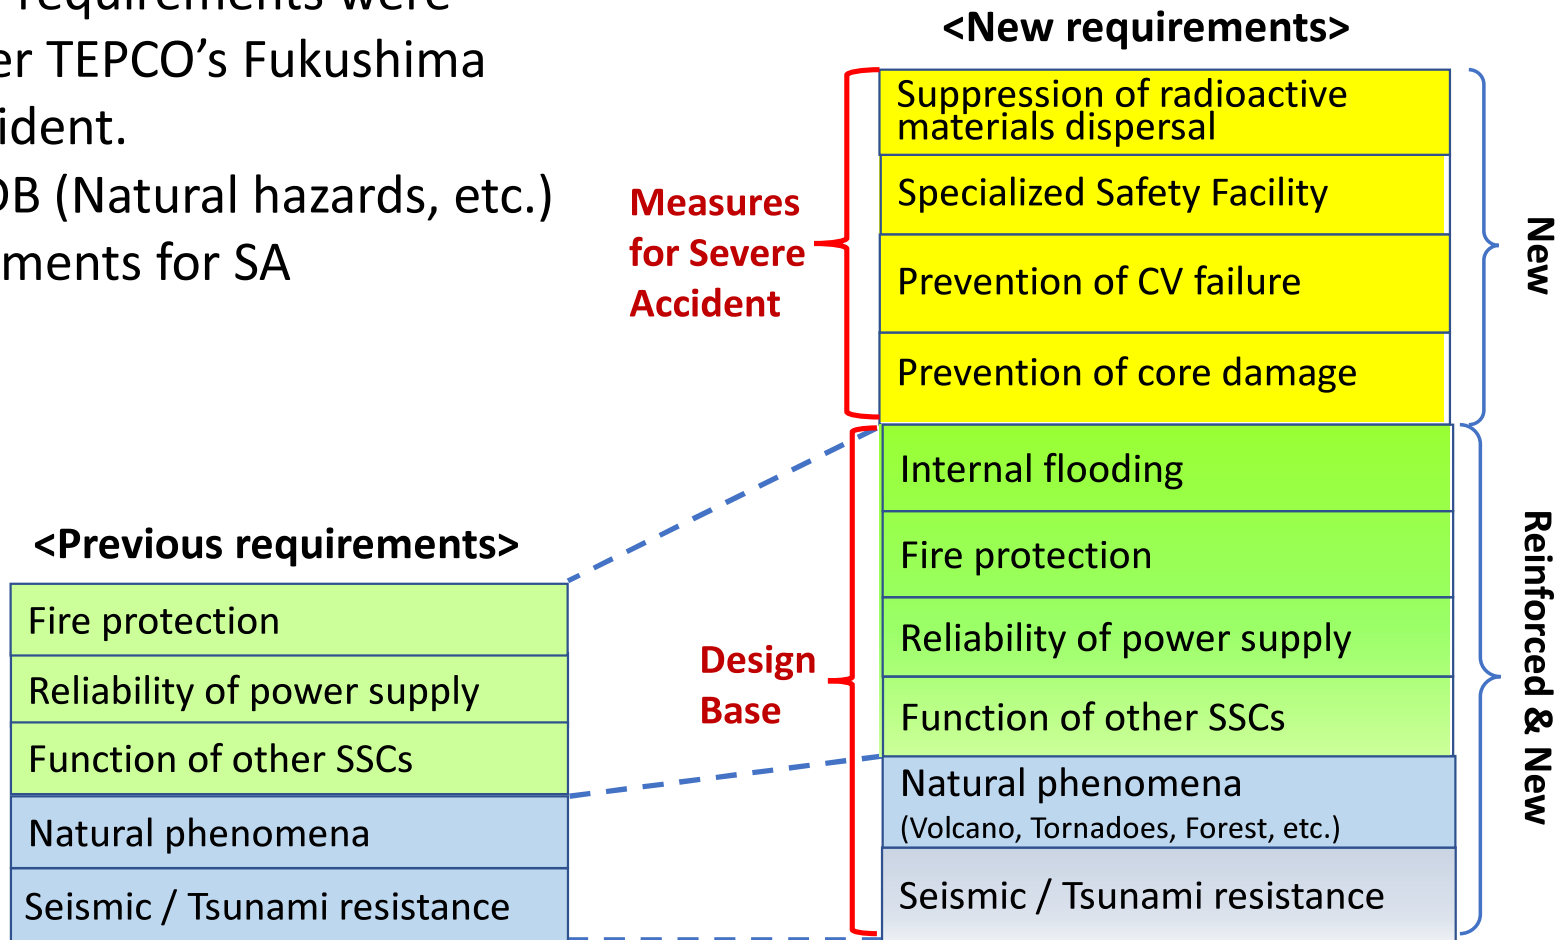 requirements were
er TEPCO’s Fukushima
ident.
DB (Natural hazards, etc.)
ments for SA
<New requirements>
Suppression of radioactive
materials dispersal
Specialized Safety Facility
Prevention of CV failure
Prevention of core damage
Measures
for Severe
Accident
New
Internal flooding
Fire protection
Reliability of power supply
Function of other SSCs
Natural phenomena
(Volcano, Tornadoes, Forest, etc.)
Seismic / Tsunami resistance
Design
Base
Reinforced & New
<Previous requirements>
Fire protection
Reliability of power supply
Function of other SSCs
Natural phenomena
Seismic / Tsunami resistance